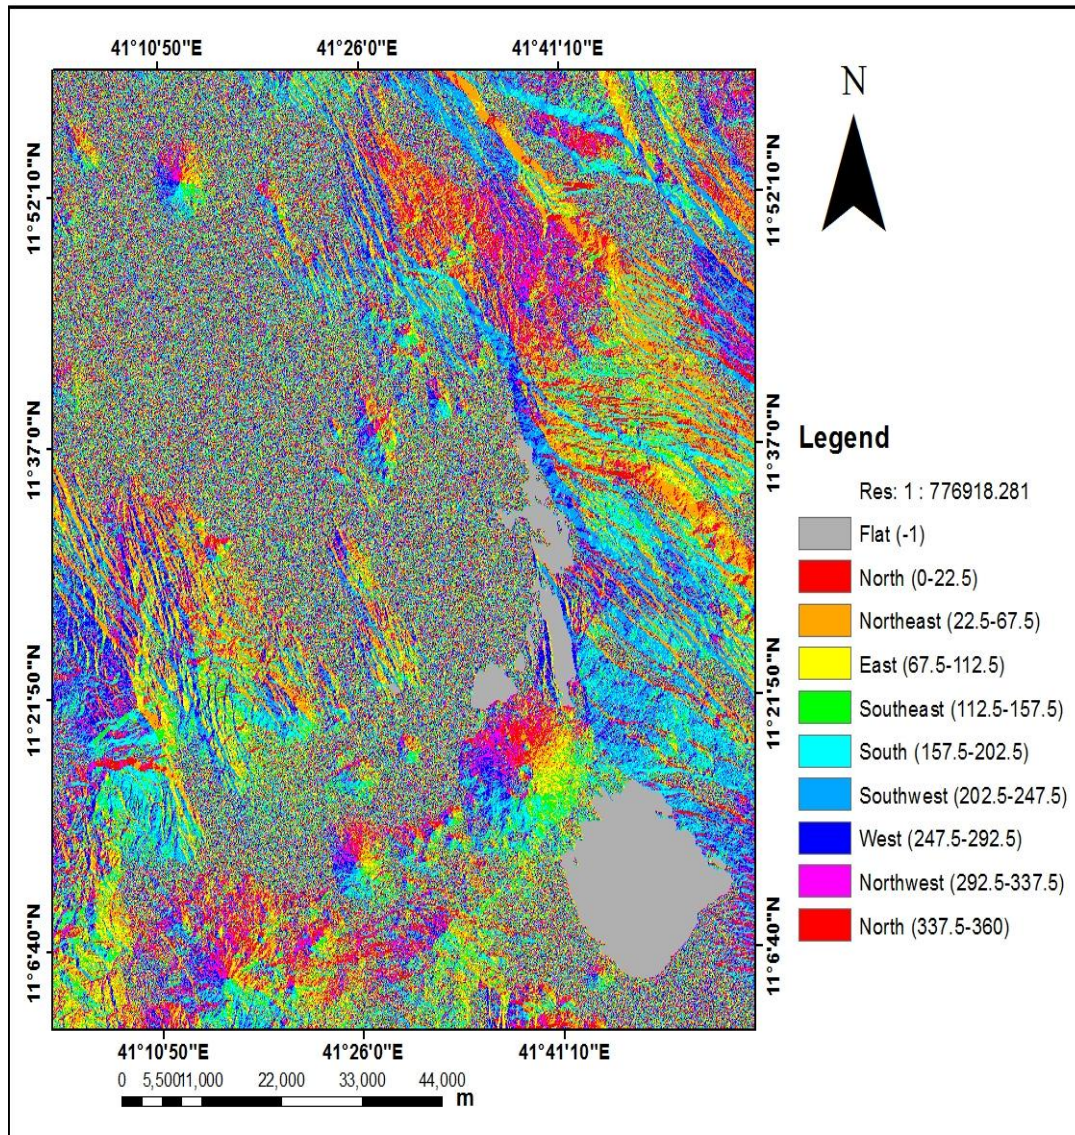 41°10'50"E 41°26'0"E 41°41'10"E
N
11°52'10"N 11°52'10"N
11°37'0"N 11°37'0"N
11°21'50"N 11°21'50"N
11°6'40"N 11°6'40"N
Legend
Res: 1 : 776918.281
Flat (-1)
North (0-22.5)
Northeast (22.5-67.5)
East (67.5-112.5)
Southeast (112.5-157.5)
South (157.5-202.5)
Southwest (202.5-247.5)
West (247.5-292.5)
Northwest (292.5-337.5)
North (337.5-360)
41°10'50"E 41°26'0"E 41°41'10"E
0 5,500 11,000 22,000 33,000 44,000
m